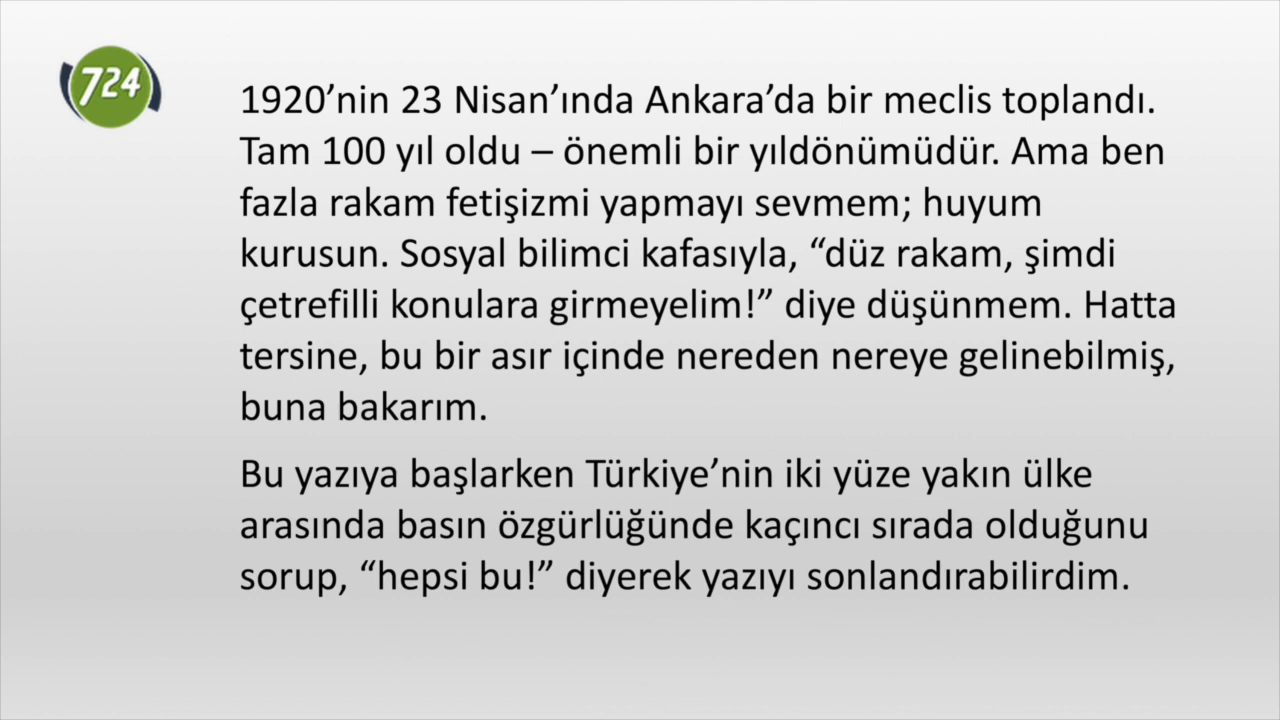 724
1920’nin 23 Nisan’ında Ankara’da bir meclis toplandı.
Tam 100 yıl oldu – önemli bir yıldönümüdür. Ama ben
fazla rakam fetişizmi yapmayı sevmem; huyum
kurusun. Sosyal bilimci kafasıyla, “düz rakam, şimdi
çetrefilli konulara girmeyelim!” diye düşünmem. Hatta
tersine, bu bir asır içinde nereden nereye gelinebilmiş,
buna bakarım.
Bu yazıya başlarken Türkiye’nin iki yüze yakın ülke
arasında basın özgürlüğünde kaçıncı sırada olduğunu
sorup, “hepsi bu!” diyerek yazıyı sonlandırabilirdim.